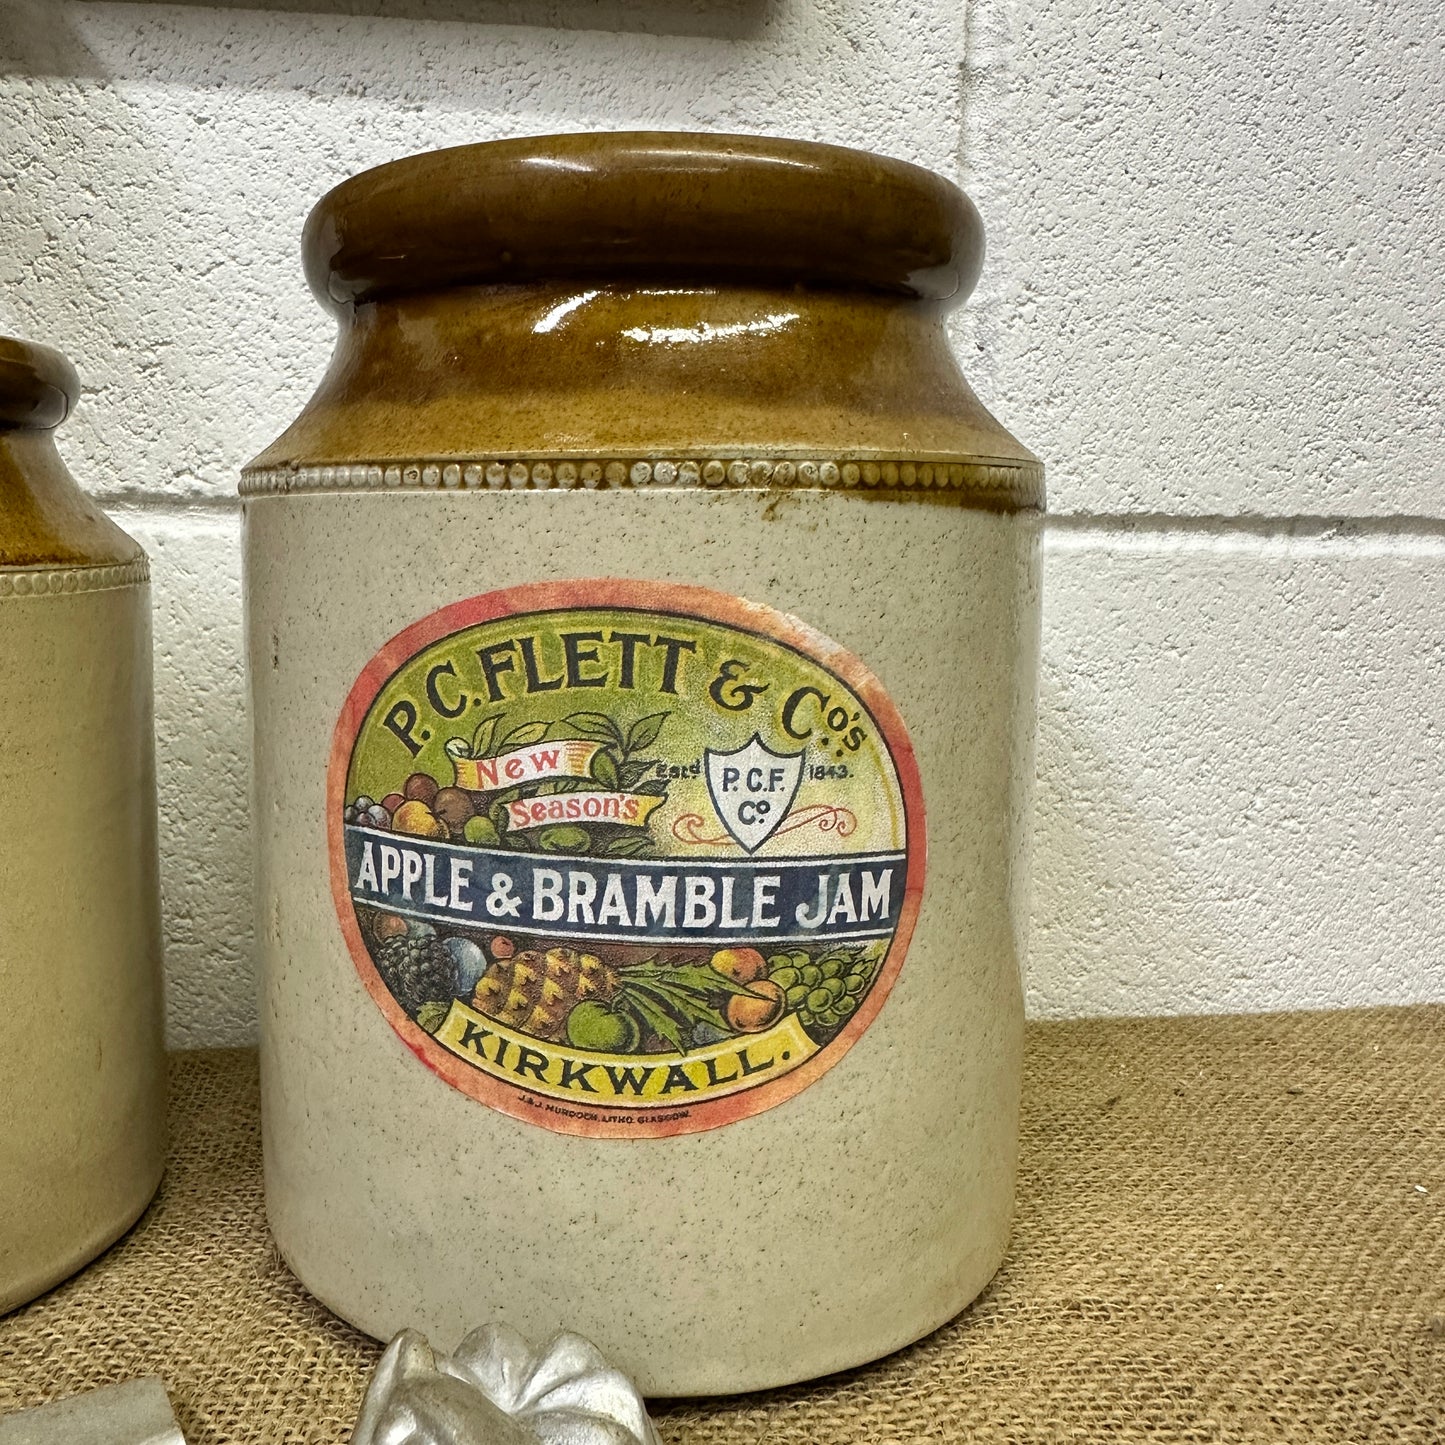 P. C. FLETT & Co's.
New
Season's
Estd 1843.
P. C. F.
Co.
APPLE & BRAMBLE JAM
KIRKWALL.
J. & J. MURDOCH. LITHO. GLASGOW.